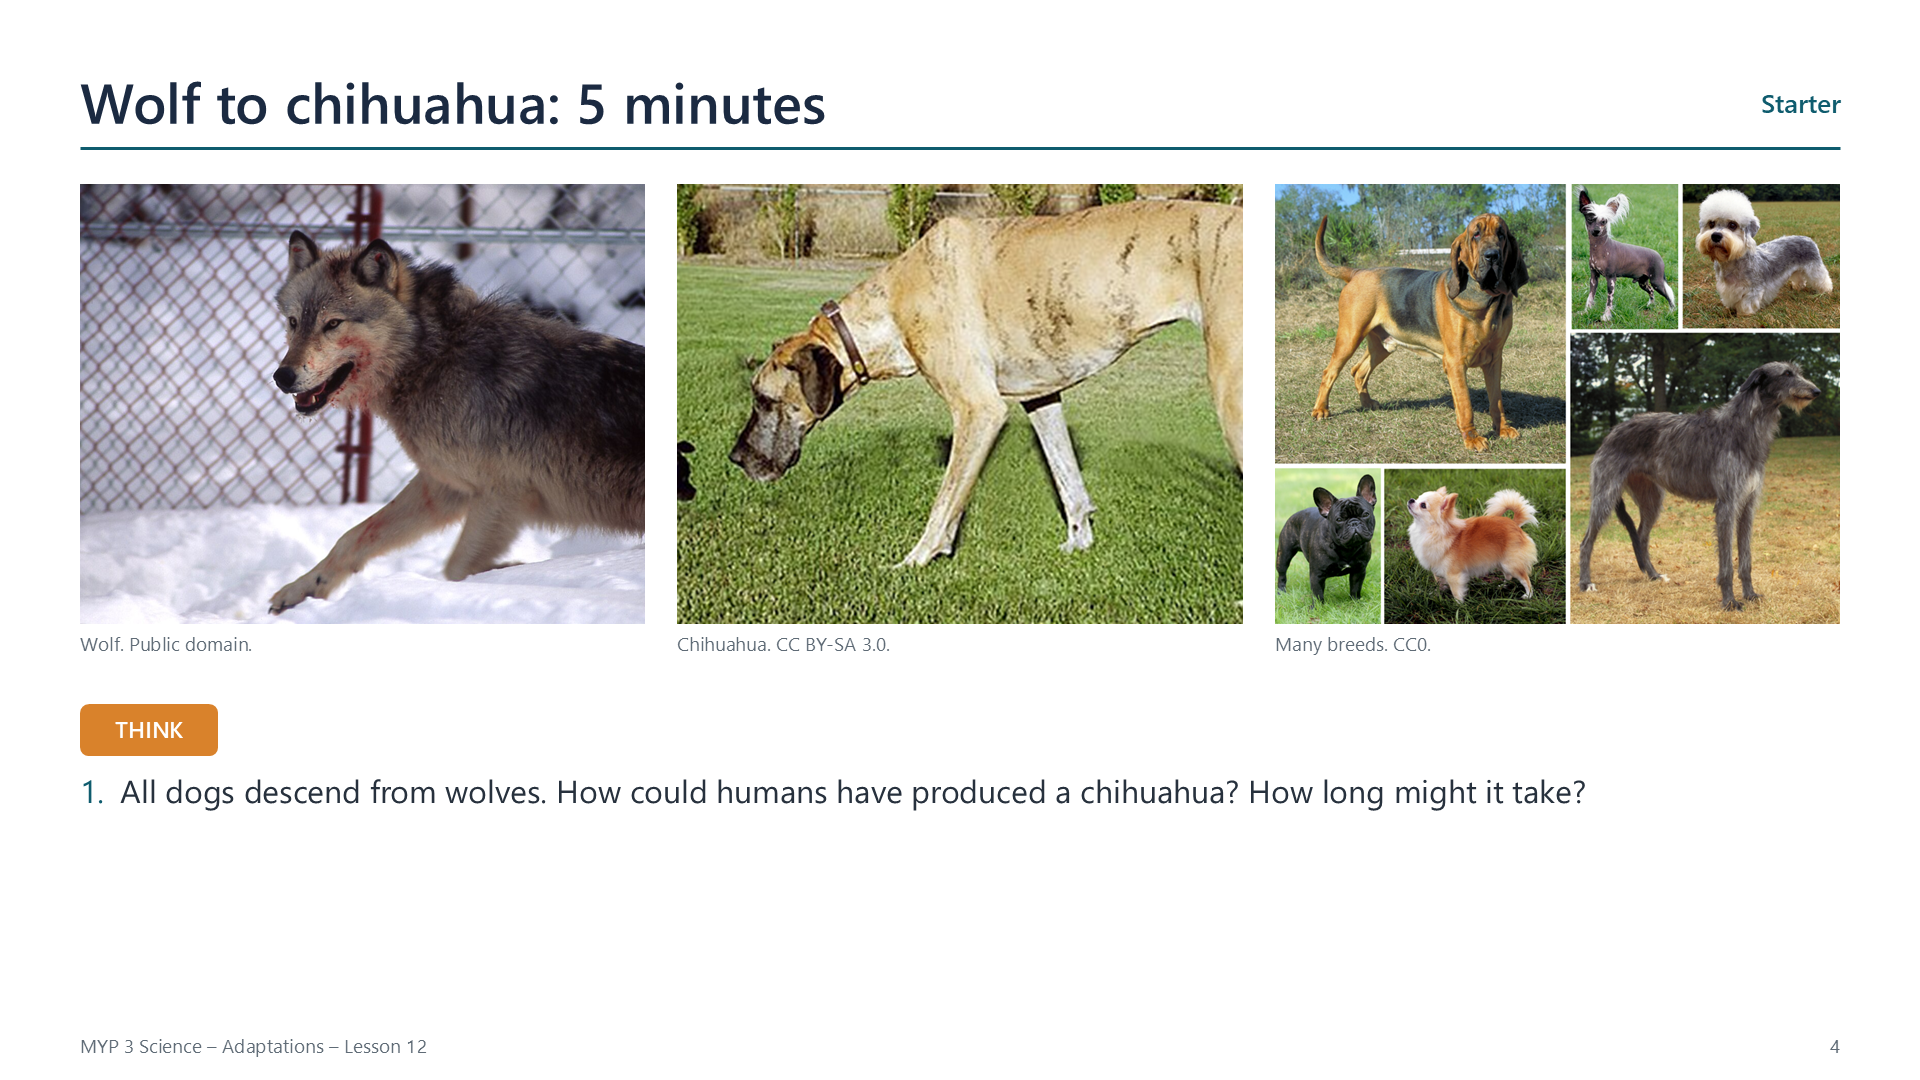 Wolf to chihuahua: 5 minutes
Starter
Wolf. Public domain.
Chihuahua. CC BY-SA 3.0.
Many breeds. CC0.
THINK
1. All dogs descend from wolves. How could humans have produced a chihuahua? How long might it take?
MYP 3 Science – Adaptations – Lesson 12
4